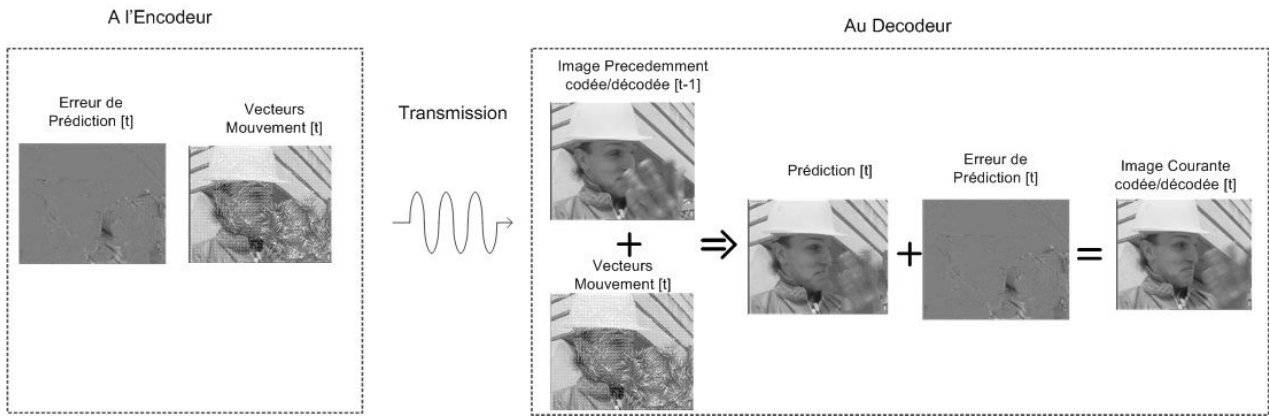 A l'Encodeur
Erreur de
Prédiction [t]
Vecteurs
Mouvement [t]
Transmission
Au Decodeur
Image Precedemment
codée/décodée [t-1]
Vecteurs
Mouvement [t]
Prédiction [t]
Erreur de
Prédiction [t]
Image Courante
codée/décodée [t]